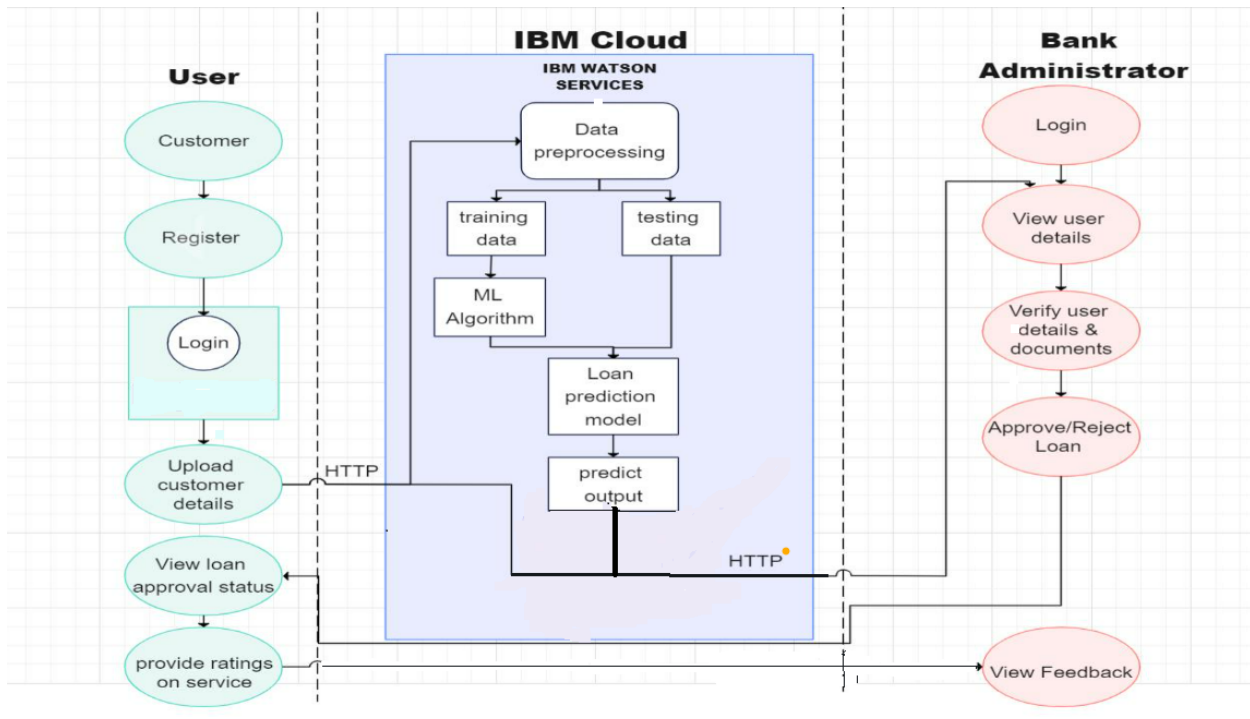 User
Customer
Register
Login
Upload
customer
details
View loan
approval status
provide ratings
on service
HTTP
IBM Cloud
IBM WATSON
SERVICES
Data
preprocessing
training
data
testing
data
ML
Algorithm
Loan
prediction
model
predict
output
HTTP
Bank
Administrator
Login
View user
details
Verify user
details &
documents
Approve/Reject
Loan
View Feedback